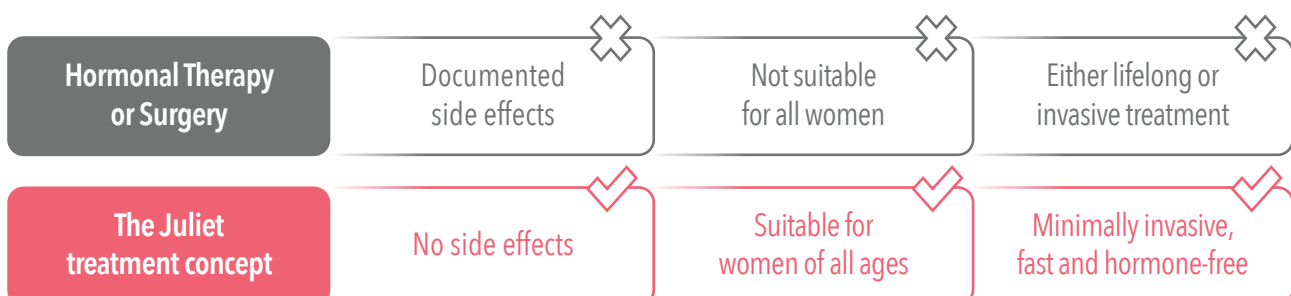 Hormonal Therapy
or Surgery
Documented
side effects
Not suitable
for all women
Either lifelong or
invasive treatment
The Juliet
treatment concept
No side effects
Suitable for
women of all ages
Minimally invasive,
fast and hormone-free